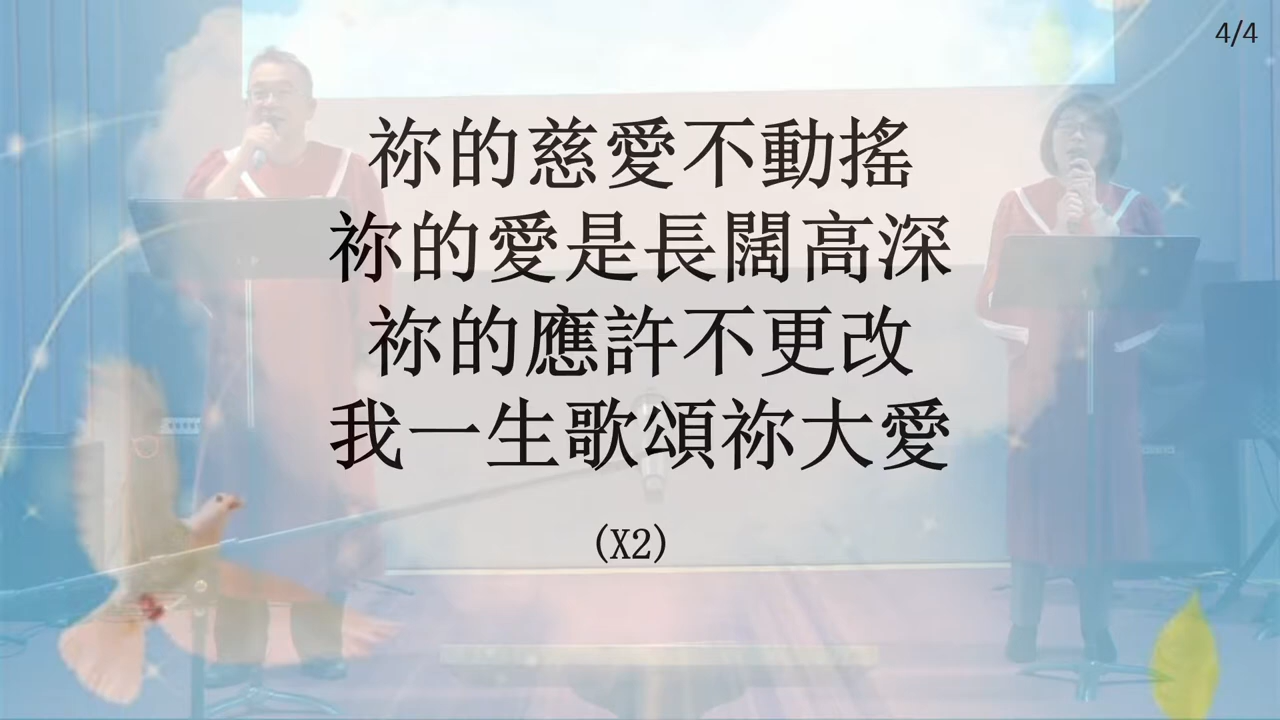 4/4
祢的慈愛不動搖
祢的愛是長闊高深
祢的應許不更改
我一生歌頌祢大愛
(X2)